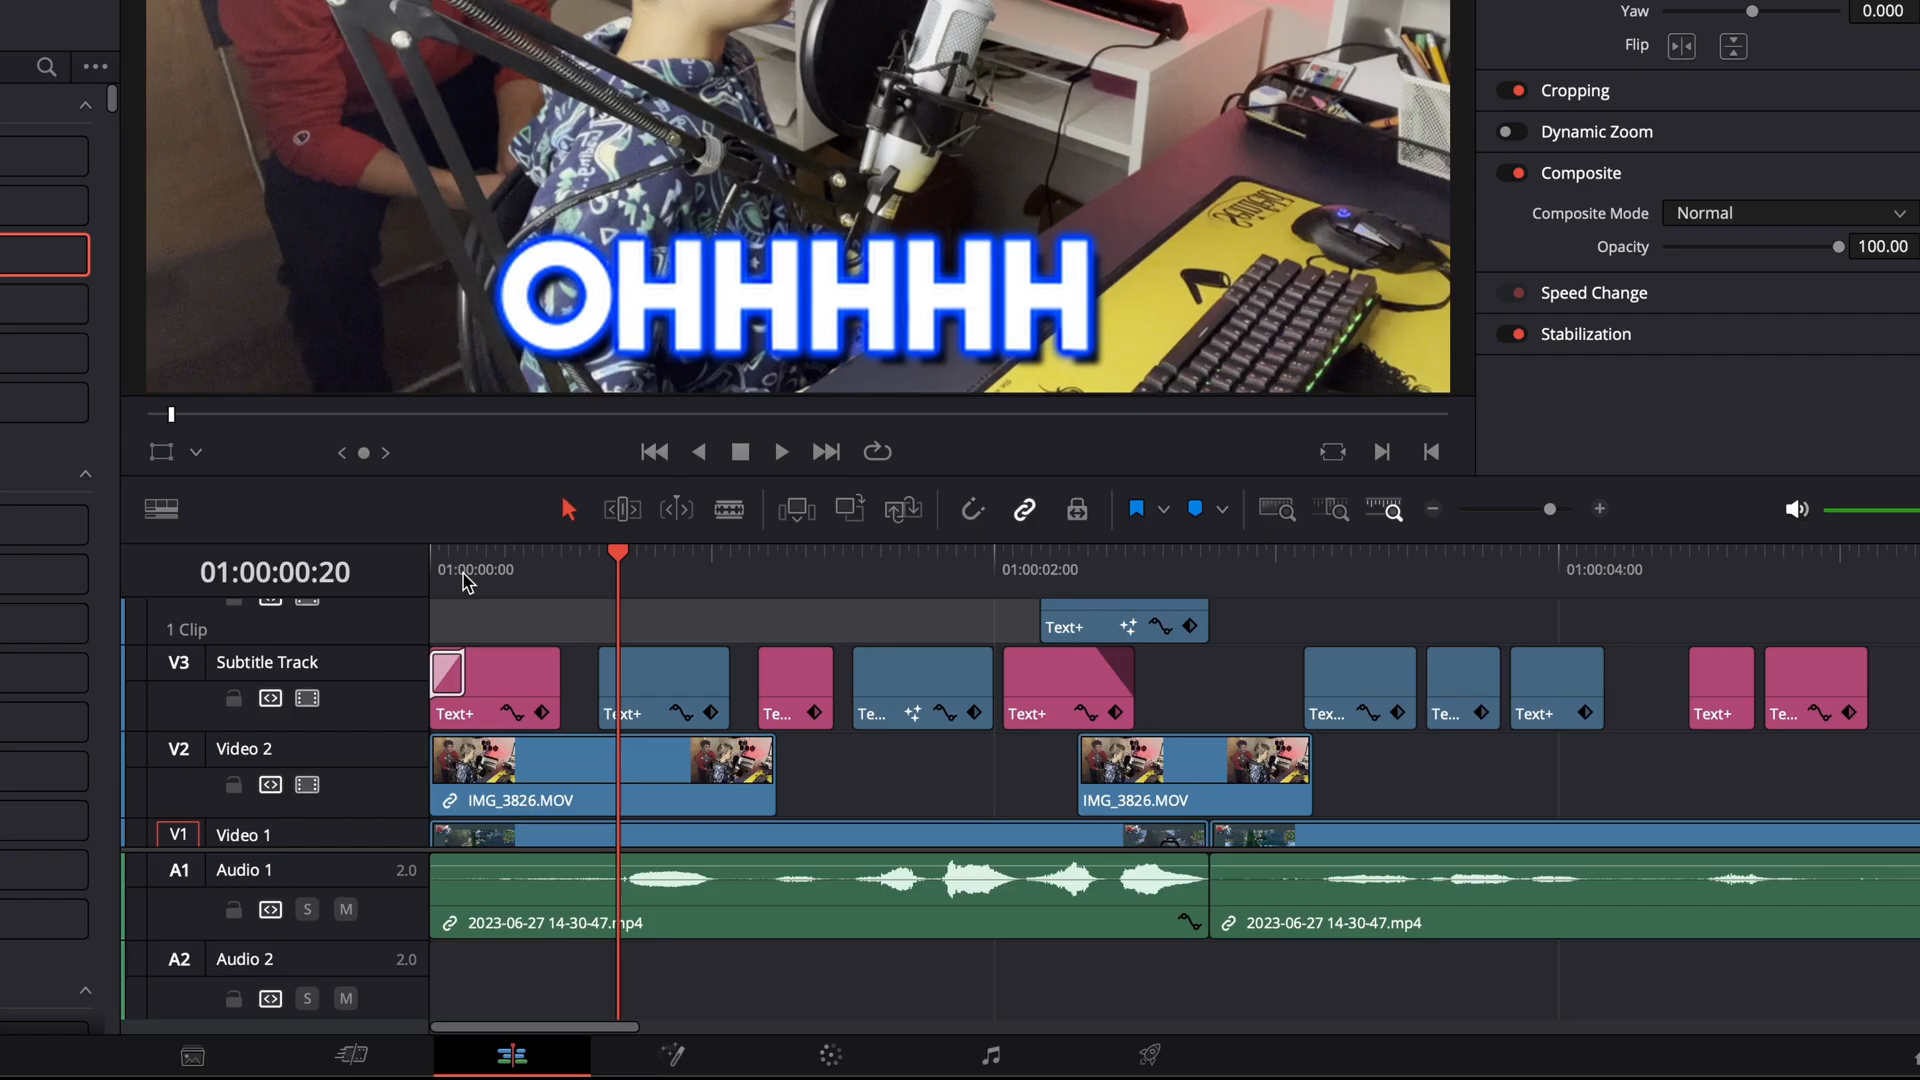 Yaw 0.000
Flip
Cropping
Dynamic Zoom
Composite
Composite Mode Normal
Opacity 100.00
Speed Change
Stabilization
OHHHHH
01:00:00:20
01:00:00:00 01:00:02:00 01:00:04:00
1 Clip
Text+
V3 Subtitle Track
Text+ Text+ Te... Te... Text+ Tex... Te... Text+ Text+ Te...
V2 Video 2
IMG_3826.MOV IMG_3826.MOV
V1 Video 1
A1 Audio 1 2.0
S M
2023-06-27 14-30-47.mp4 2023-06-27 14-30-47.mp4
A2 Audio 2 2.0
S M